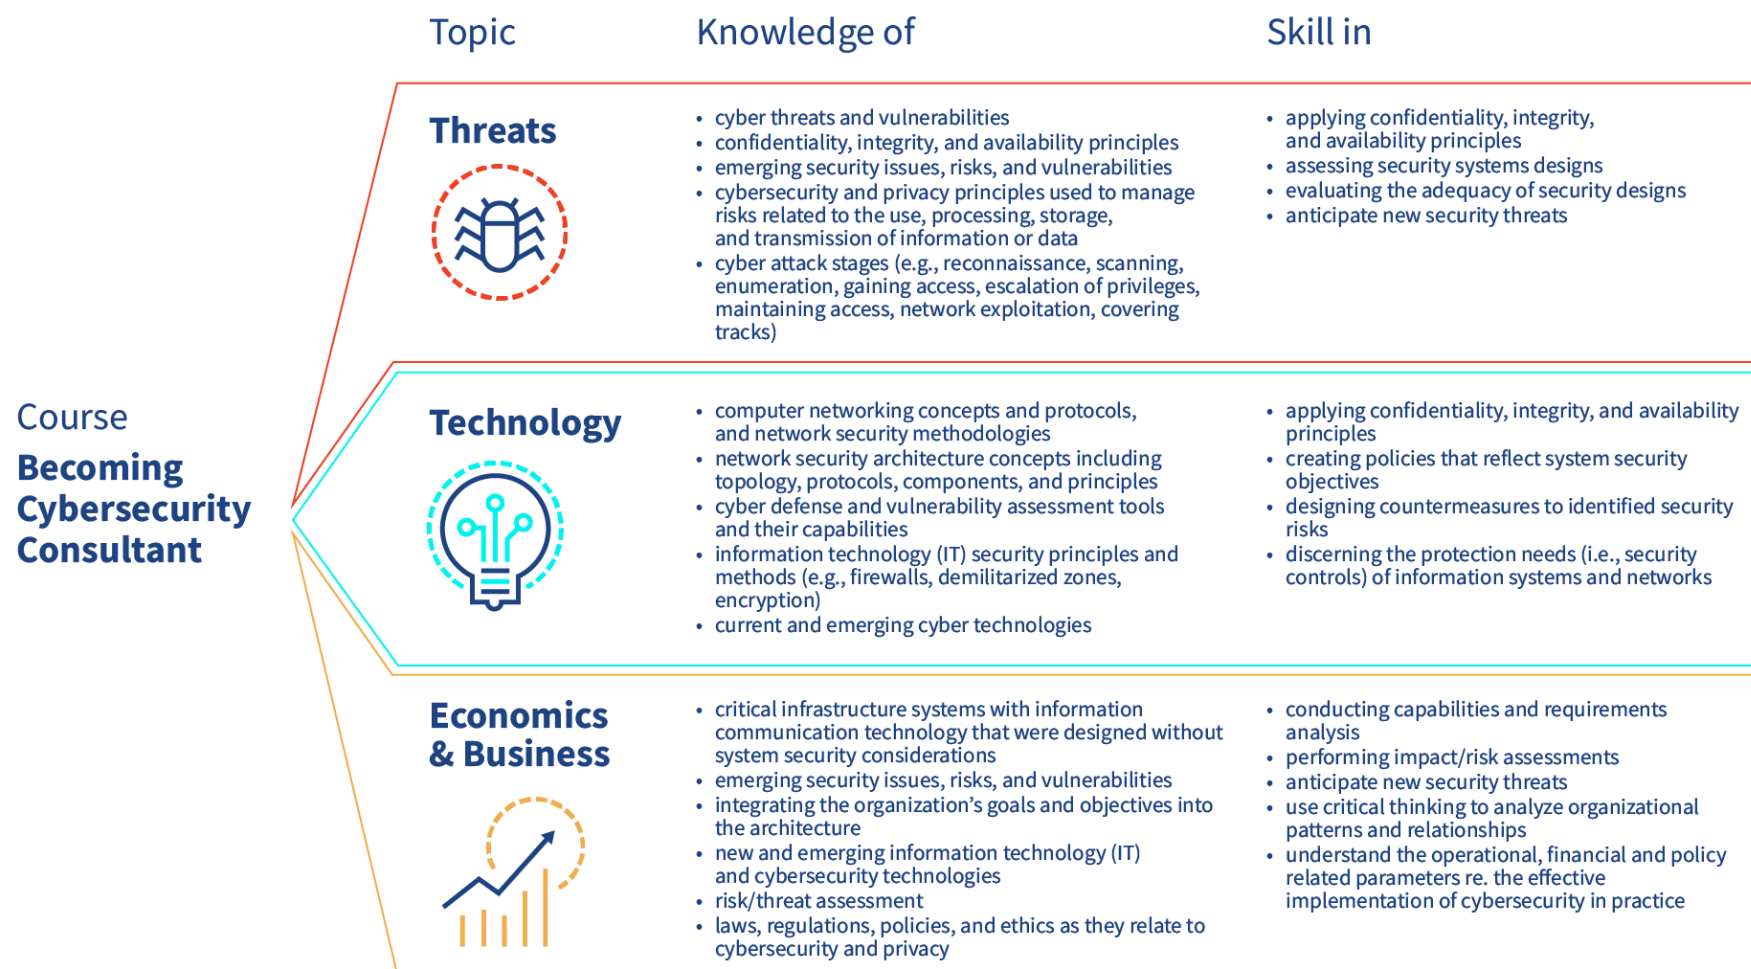 Topic
Knowledge of
Skill in
Course
Becoming
Cybersecurity
Consultant
Threats
• cyber threats and vulnerabilities
• confidentiality, integrity, and availability principles
• emerging security issues, risks, and vulnerabilities
• cybersecurity and privacy principles used to manage
risks related to the use, processing, storage,
and transmission of information or data
• cyber attack stages (e.g., reconnaissance, scanning,
enumeration, gaining access, escalation of privileges,
maintaining access, network exploitation, covering
tracks)
• applying confidentiality, integrity,
and availability principles
• assessing security systems designs
• evaluating the adequacy of security designs
• anticipate new security threats
Technology
• computer networking concepts and protocols,
and network security methodologies
• network security architecture concepts including
topology, protocols, components, and principles
• cyber defense and vulnerability assessment tools
and their capabilities
• information technology (IT) security principles and
methods (e.g., firewalls, demilitarized zones,
encryption)
• current and emerging cyber technologies
• applying confidentiality, integrity, and availability
principles
• creating policies that reflect system security
objectives
• designing countermeasures to identified security
risks
• discerning the protection needs (i.e., security
controls) of information systems and networks
Economics
& Business
• critical infrastructure systems with information
communication technology that were designed without
system security considerations
• emerging security issues, risks, and vulnerabilities
• integrating the organization’s goals and objectives into
the architecture
• new and emerging information technology (IT)
and cybersecurity technologies
• risk/threat assessment
• laws, regulations, policies, and ethics as they relate to
cybersecurity and privacy
• conducting capabilities and requirements
analysis
• performing impact/risk assessments
• anticipate new security threats
• use critical thinking to analyze organizational
patterns and relationships
• understand the operational, financial and policy
related parameters re. the effective
implementation of cybersecurity in practice